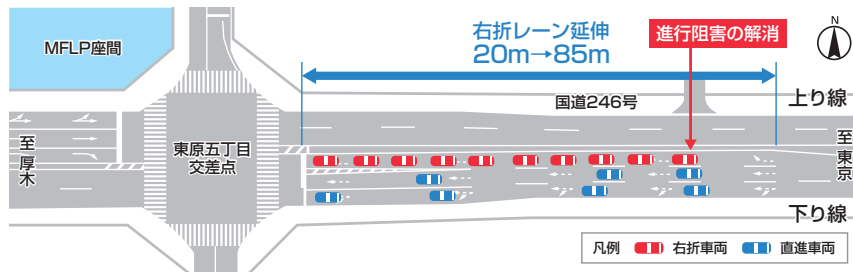 MFLP座間
右折レーン延伸
20m→85m
進行阻害の解消
N
国道246号
上り線
至 厚木
東原五丁目
交差点
至 東京
下り線
凡例 右折車両 直進車両